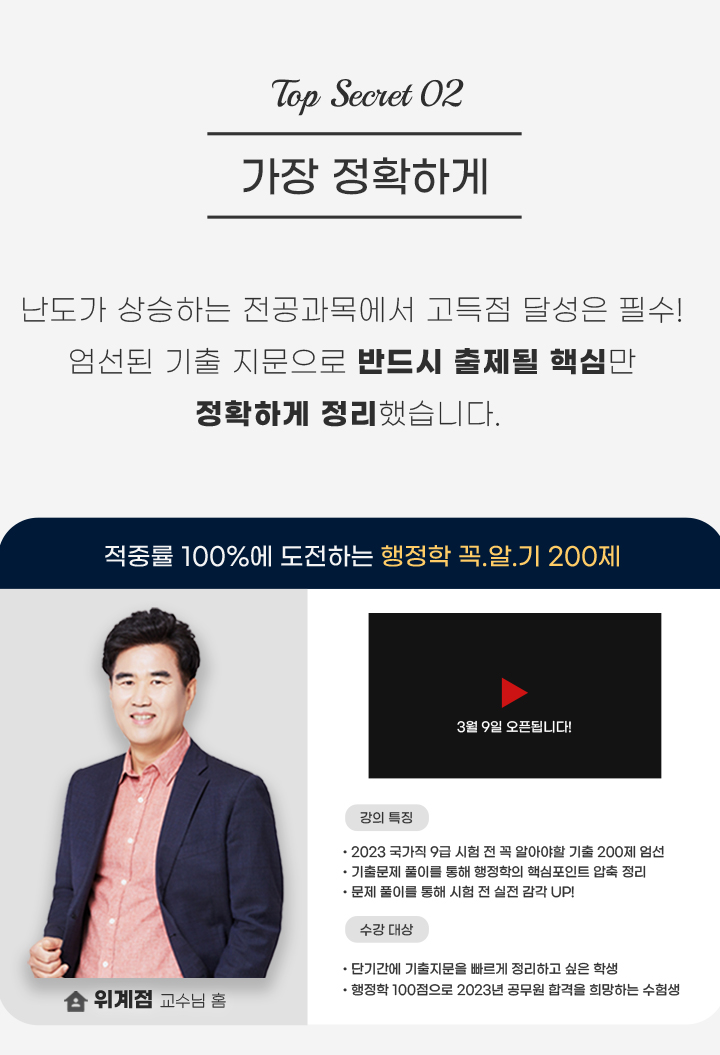 Top Secret 02
가장 정확하게
난도가 상승하는 전공과목에서 고득점 달성은 필수!
엄선된 기출 지문으로 반드시 출제될 핵심만
정확하게 정리했습니다.
적중률 100%에 도전하는 행정학 꼭.알.기 200제
3월 9일 오픈됩니다!
강의 특징
• 2023 국가직 9급 시험 전 꼭 알아야할 기출 200제 엄선
• 기출문제 풀이를 통해 행정학의 핵심포인트 압축 정리
• 문제 풀이를 통해 시험 전 실전 감각 UP!
수강 대상
• 단기간에 기출지문을 빠르게 정리하고 싶은 학생
• 행정학 100점으로 2023년 공무원 합격을 희망하는 수험생
위계점 교수님 홈